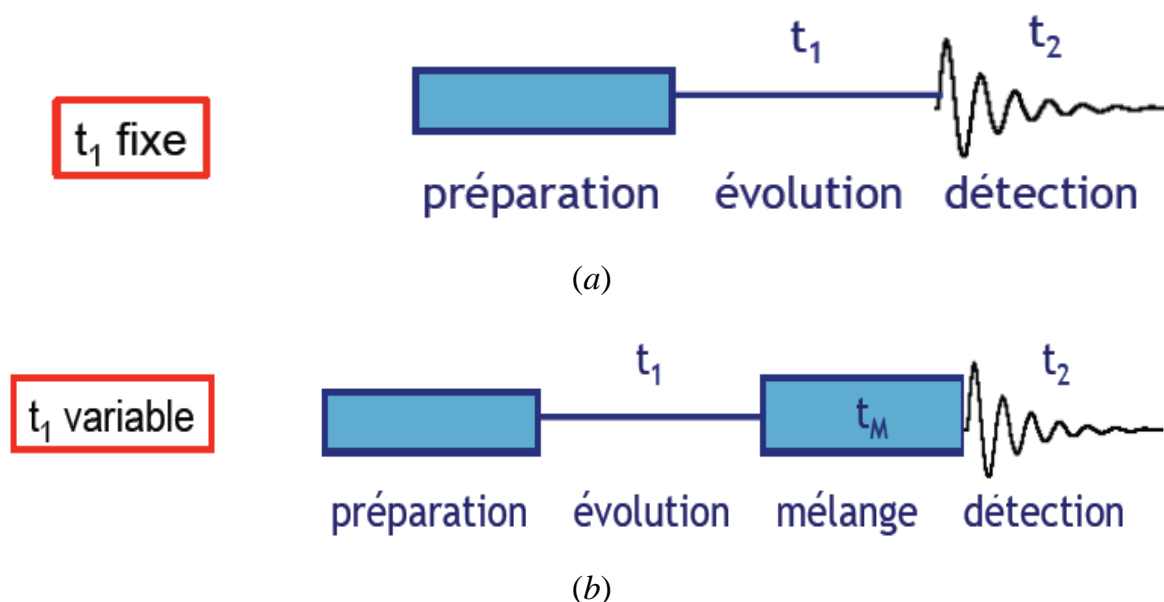 t₁ t₂
t₁ fixe
préparation évolution détection
(a)
t₁ t₂
t₁ variable
t_M
préparation évolution mélange détection
(b)